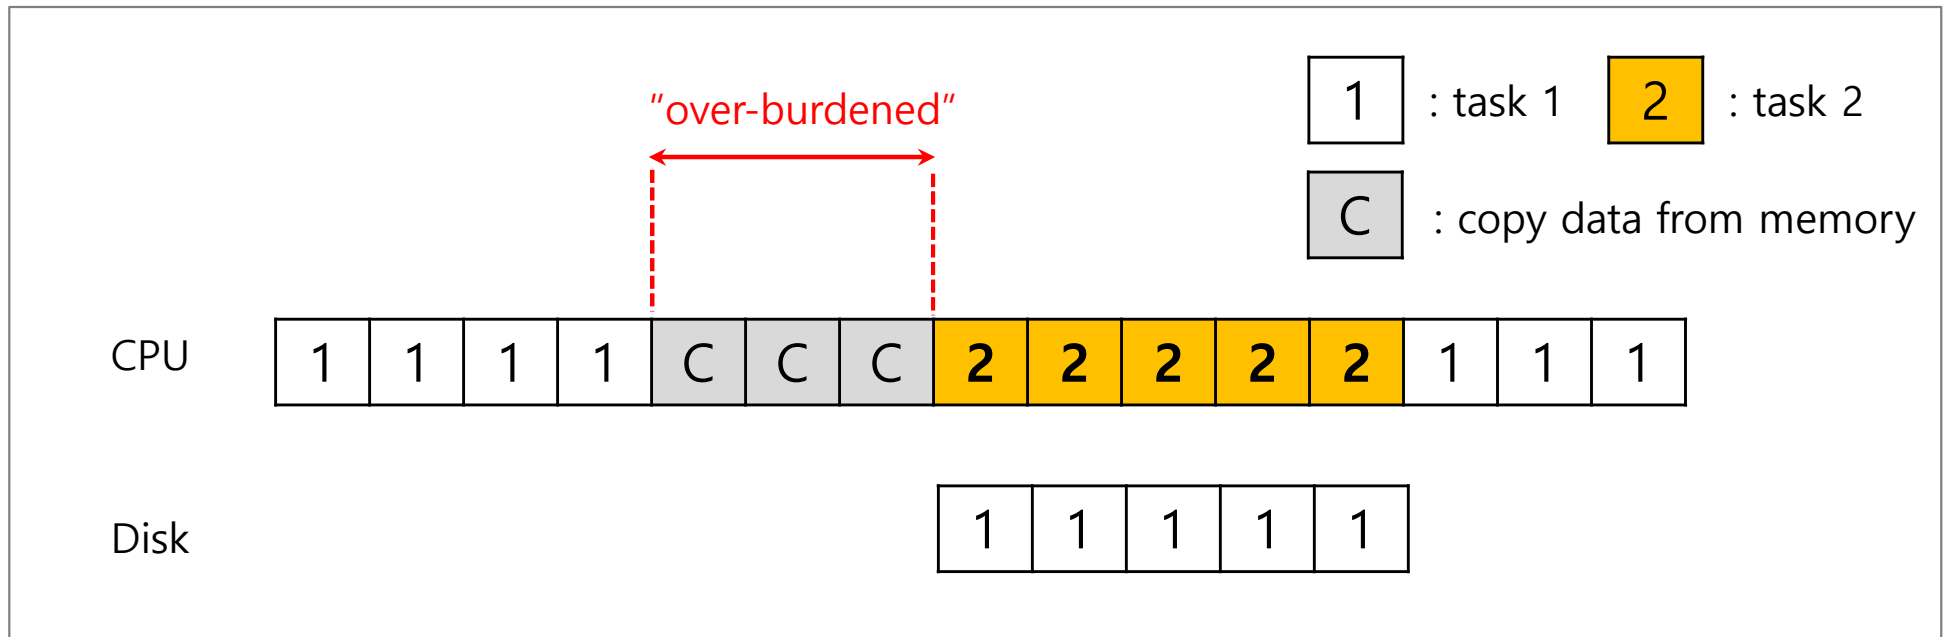 1 : task 1 2 : task 2
"over-burdened"
C : copy data from memory
CPU 1 1 1 1 C C C 2 2 2 2 2 1 1 1
Disk 1 1 1 1 1